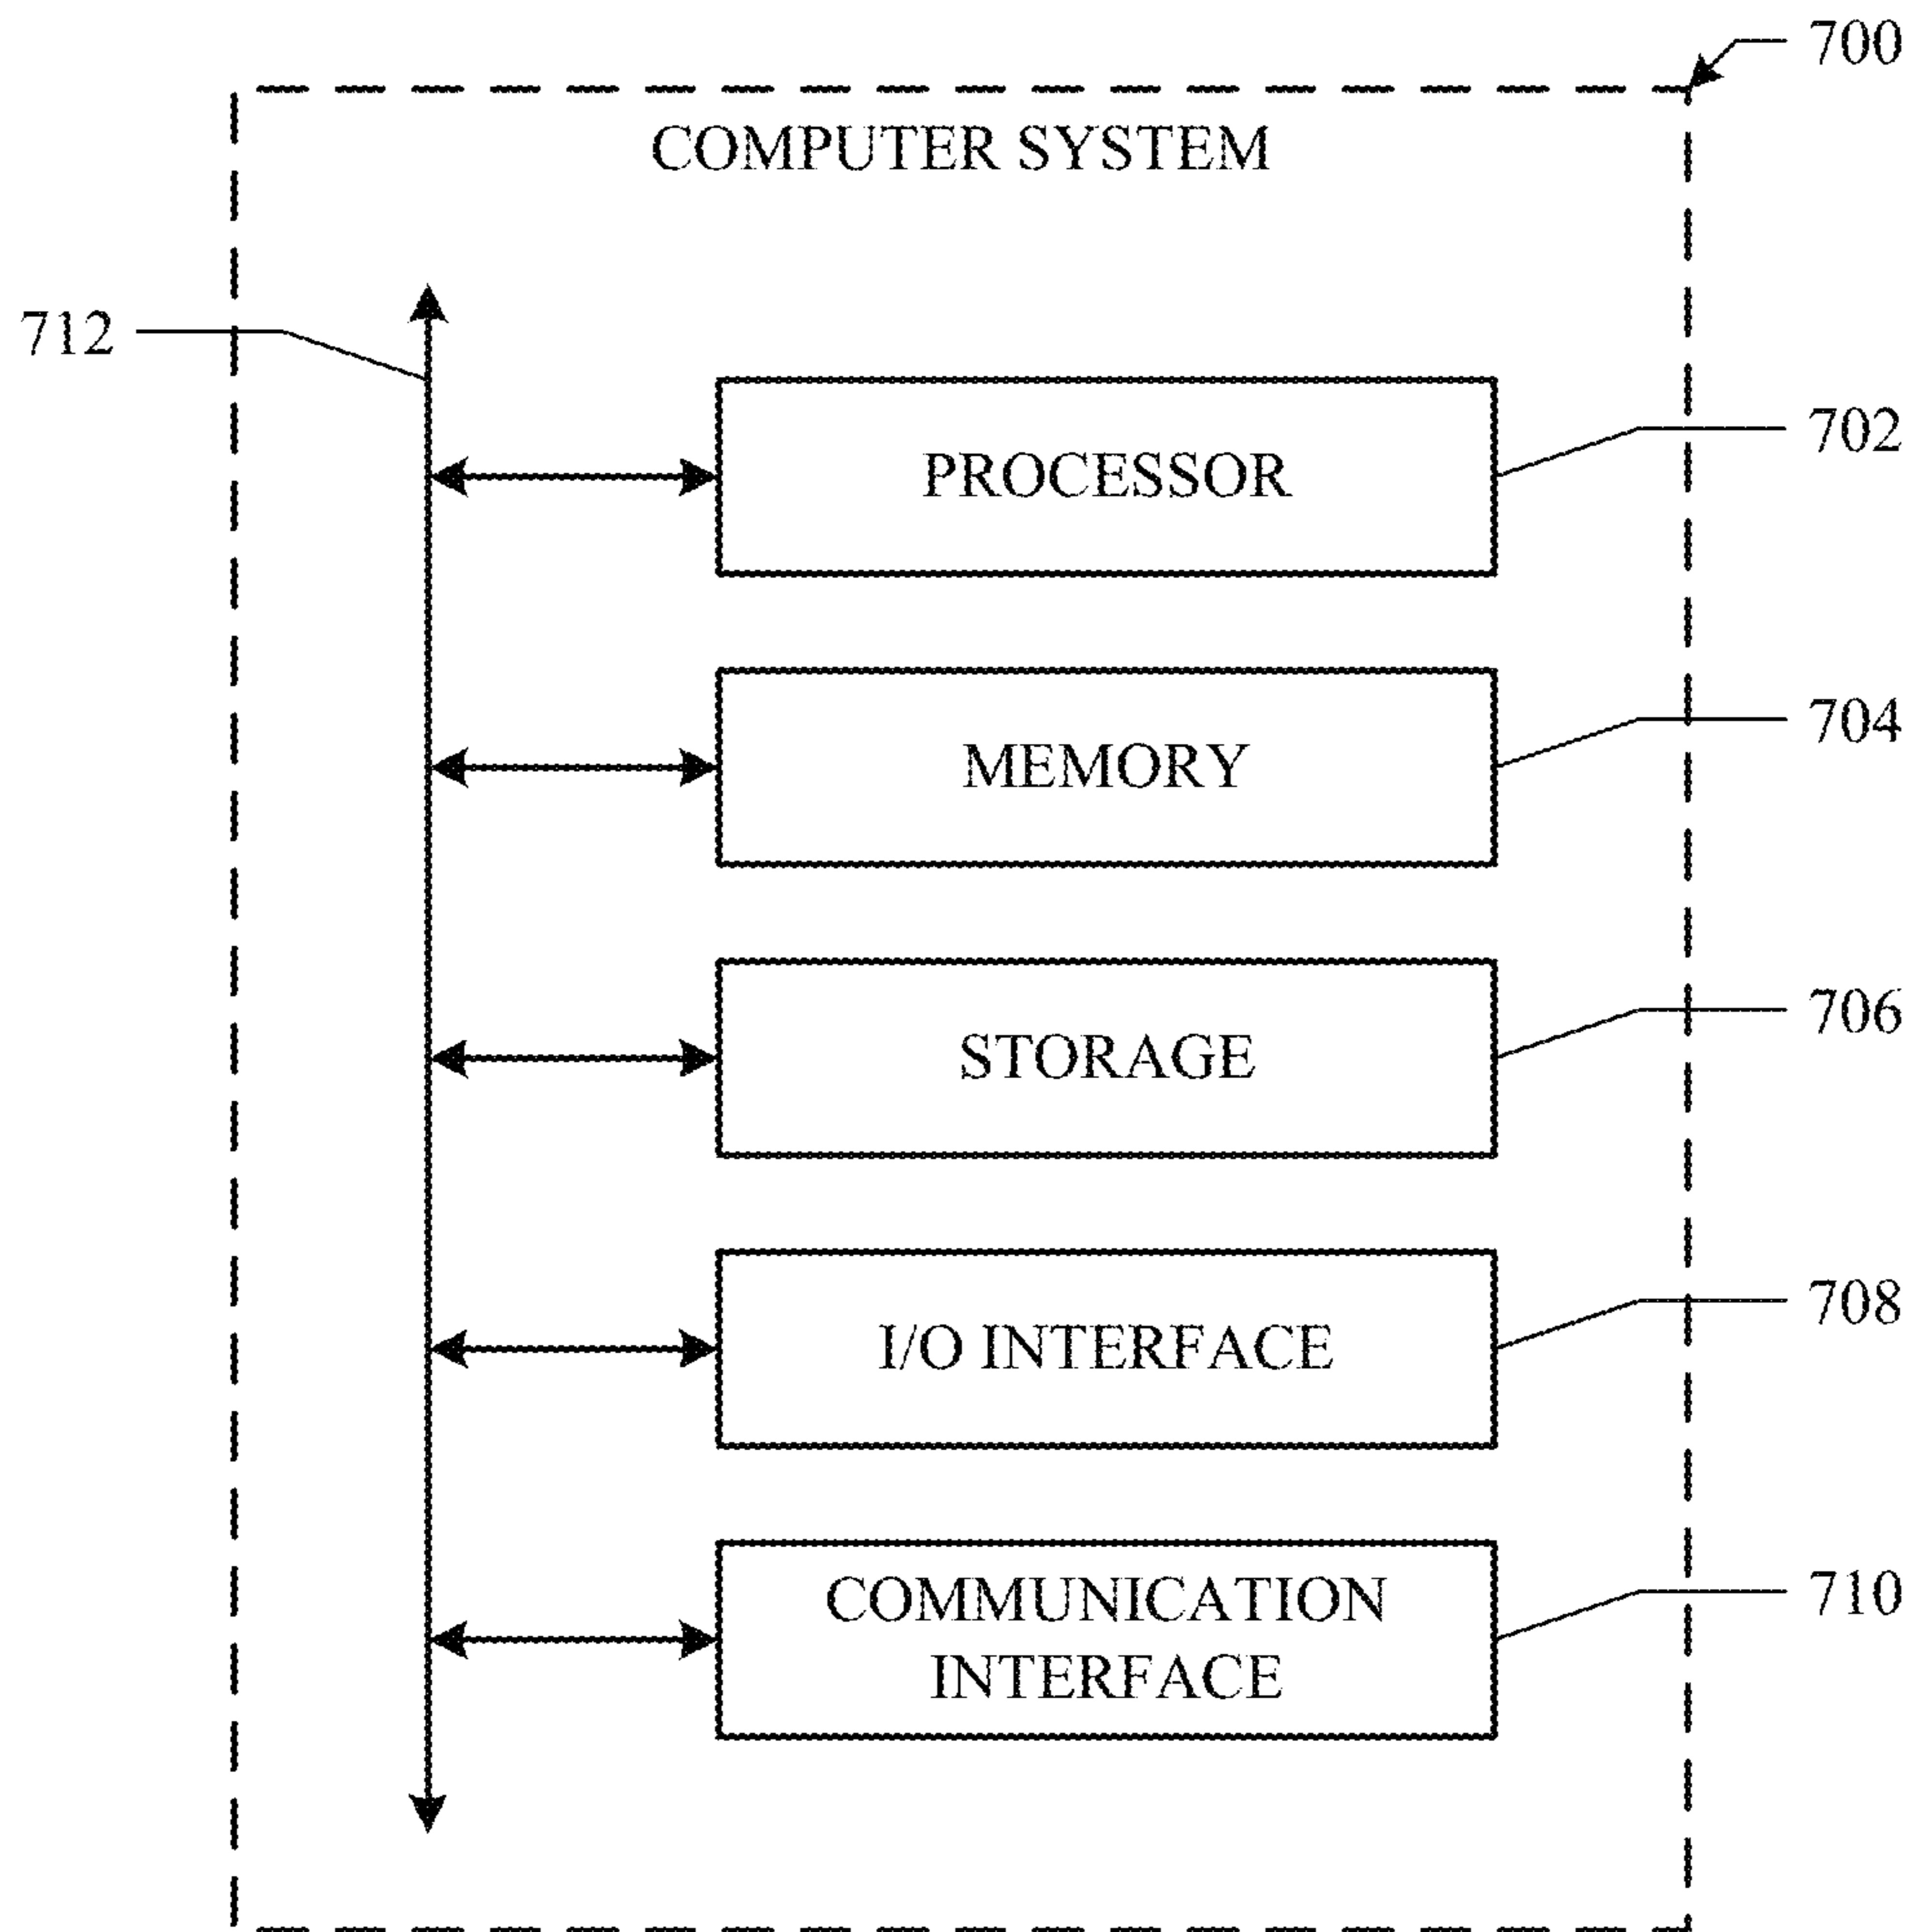 700
COMPUTER SYSTEM
712
PROCESSOR
702
MEMORY
704
STORAGE
706
I/O INTERFACE
708
COMMUNICATION
INTERFACE
710